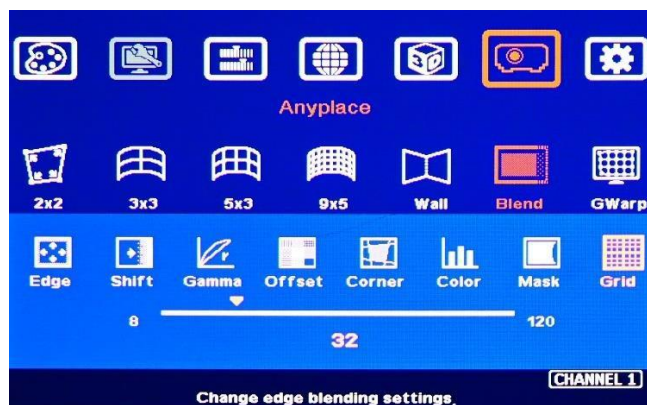 3D
Anyplace
2x2 3x3 5x3 9x5 Wall Blend GWarp
Edge Shift Gamma Offset Corner Color Mask Grid
8 120
32
CHANNEL 1
Change edge blending settings.